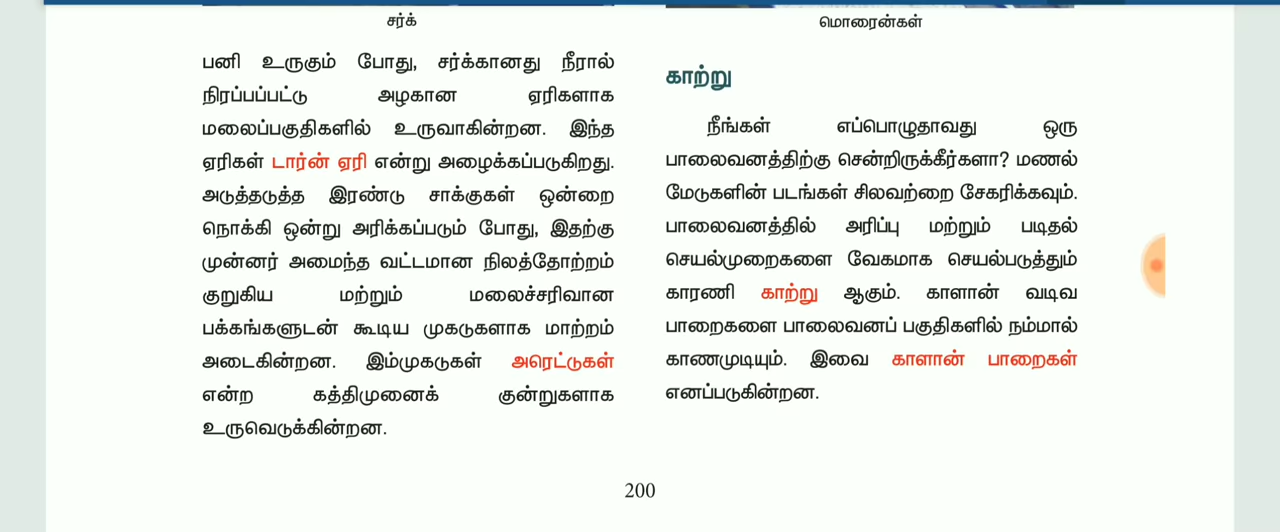 சர்க்
பனி உருகும் போது, சர்க்கானது நீரால்
நிரப்பப்பட்டு அழகான ஏரிகளாக
மலைப்பகுதிகளில் உருவாகின்றன. இந்த
ஏரிகள் டார்ன் ஏரி என்று அழைக்கப்படுகிறது.
அடுத்தடுத்த இரண்டு சாக்குகள் ஒன்றை
நொக்கி ஒன்று அரிக்கப்படும் போது, இதற்கு
முன்னர் அமைந்த வட்டமான நிலத்தோற்றம்
குறுகிய மற்றும் மலைச்சரிவான
பக்கங்களுடன் கூடிய முகடுகளாக மாற்றம்
அடைகின்றன. இம்முகடுகள் அரெட்டுகள்
என்ற கத்திமுனைக் குன்றுகளாக
உருவெடுக்கின்றன.
மொரைன்கள்
காற்று
நீங்கள் எப்பொழுதாவது ஒரு
பாலைவனத்திற்கு சென்றிருக்கீர்களா? மணல்
மேடுகளின் படங்கள் சிலவற்றை சேகரிக்கவும்.
பாலைவனத்தில் அரிப்பு மற்றும் படிதல்
செயல்முறைகளை வேகமாக செயல்படுத்தும்
காரணி காற்று ஆகும். காளான் வடிவ
பாறைகளை பாலைவனப் பகுதிகளில் நம்மால்
காணமுடியும். இவை காளான் பாறைகள்
எனப்படுகின்றன.
200